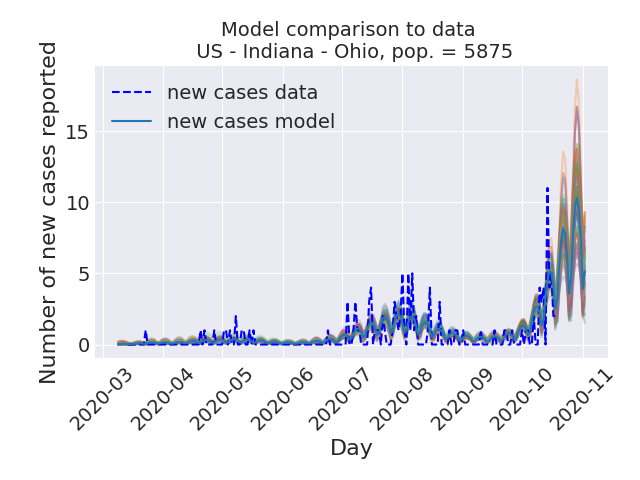 Model comparison to data
US - Indiana - Ohio, pop. = 5875
new cases data
new cases model
Number of new cases reported
15
10
5
0
2020-03
2020-04
2020-05
2020-06
2020-07
2020-08
2020-09
2020-10
2020-11
Day